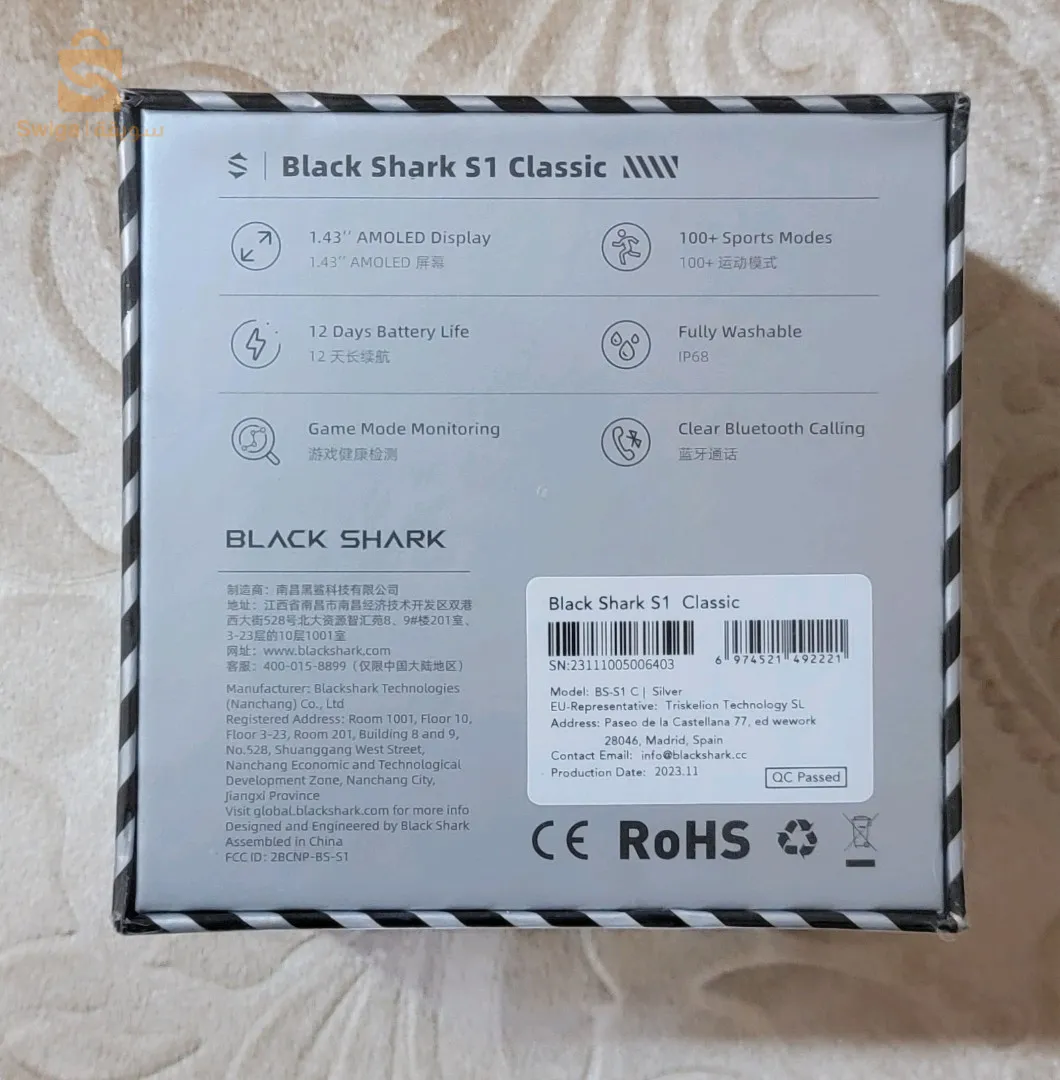 Swiga سويقة
Black Shark S1 Classic
1.43'' AMOLED Display
1.43'' AMOLED 屏幕
100+ Sports Modes
100+ 运动模式
12 Days Battery Life
12 天长续航
Fully Washable
IP68
Game Mode Monitoring
游戏健康检测
Clear Bluetooth Calling
蓝牙通话
BLACK SHARK
制造商：南昌黑鲨科技有限公司
地址：江西省南昌市南昌经济技术开发区双港
西大街528号北大资源智汇苑8、9#楼201室、
3-23层的10层1001室
网址：www.blackshark.com
客服：400-015-8899（仅限中国大陆地区）
Manufacturer: Blackshark Technologies
(Nanchang) Co., Ltd
Registered Address: Room 1001, Floor 10,
Floor 3-23, Room 201, Building 8 and 9,
No.528, Shuanggang West Street,
Nanchang Economic and Technological
Development Zone, Nanchang City,
Jiangxi Province
Visit global.blackshark.com for more info
Designed and Engineered by Black Shark
Assembled in China
FCC ID: 2BCNP-BS-S1
Black Shark S1 Classic
SN:23111005006403
6 974521 492221
Model: BS-S1 C | Silver
EU-Representative: Triskelion Technology SL
Address: Paseo de la Castellana 77, ed wework
28046, Madrid, Spain
Contact Email: info@blackshark.cc
Production Date: 2023.11
QC Passed
CE RoHS